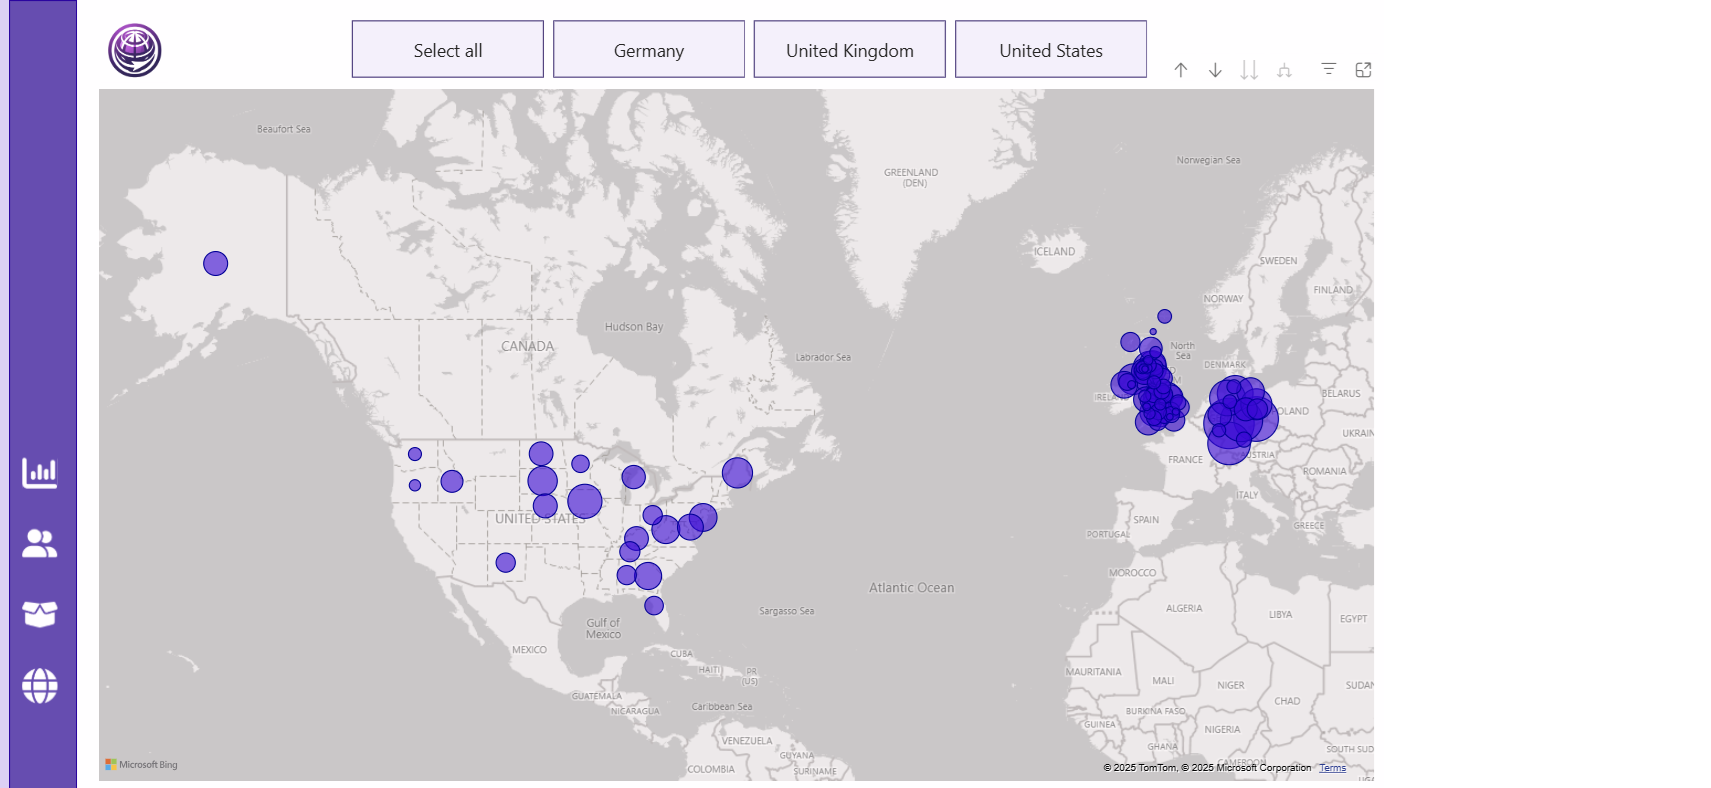 Select all
Germany
United Kingdom
United States
Beaufort Sea
Norwegian Sea
GREENLAND
(DEN)
ICELAND
SWEDEN
FINLAND
NORWAY
Hudson Bay
CANADA
Labrador Sea
North
Sea
DENMARK
BELARUS
UKRAIN
FRANCE
AUSTRIA
ROMANIA
ITALY
UNITED STATES
SPAIN
PORTUGAL
GREECE
MOROCCO
Atlantic Ocean
ALGERIA
LIBYA
EGYPT
Sargasso Sea
Gulf of
Mexico
MEXICO
CUBA
HAITI
PR
(US)
MAURITANIA
MALI
NIGER
SUDAN
CHAD
GUATEMALA
NICARAGUA
Caribbean Sea
BURKINA FASO
GUINEA
NIGERIA
VENEZUELA
GHANA
SOUTH SUD
GUYANA
COLOMBIA
SURINAME
CAMEROON
Microsoft Bing
© 2025 TomTom, © 2025 Microsoft Corporation Terms